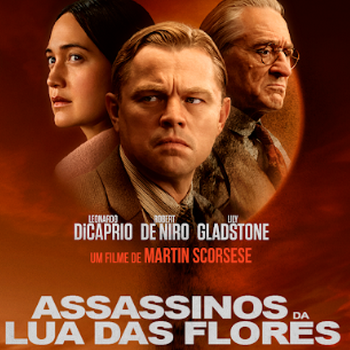 LEONARDO ROBERT LILY
DiCAPRIO DE NIRO GLADSTONE
UM FILME DE MARTIN SCORSESE
ASSASSINOS DA
LUA DAS FLORES